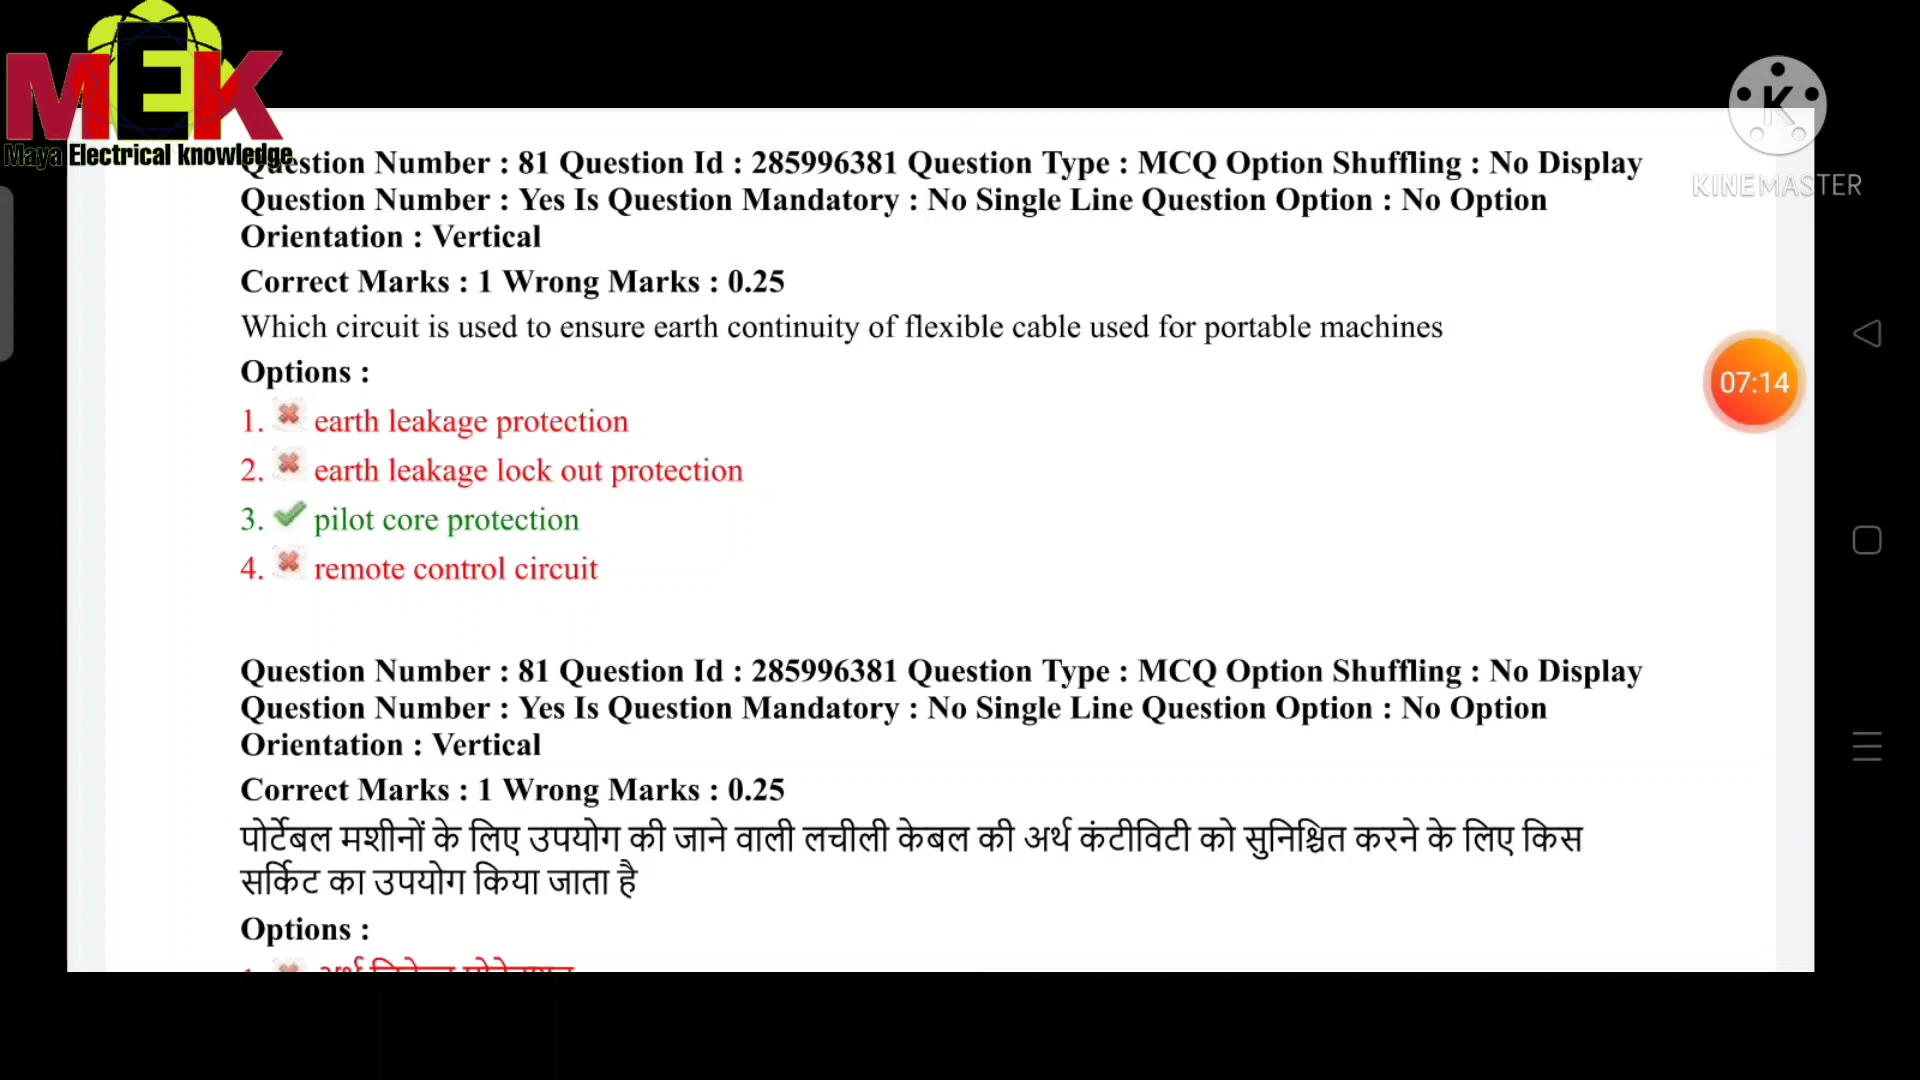 MEK
Maya Electrical knowledge
K
KINEMASTER
Question Number : 81 Question Id : 285996381 Question Type : MCQ Option Shuffling : No Display
Question Number : Yes Is Question Mandatory : No Single Line Question Option : No Option
Orientation : Vertical
Correct Marks : 1 Wrong Marks : 0.25
Which circuit is used to ensure earth continuity of flexible cable used for portable machines
Options :
07:14
1. earth leakage protection
2. earth leakage lock out protection
3. pilot core protection
4. remote control circuit
Question Number : 81 Question Id : 285996381 Question Type : MCQ Option Shuffling : No Display
Question Number : Yes Is Question Mandatory : No Single Line Question Option : No Option
Orientation : Vertical
Correct Marks : 1 Wrong Marks : 0.25
पोर्टेबल मशीनों के लिए उपयोग की जाने वाली लचीली केबल की अर्थ कंटीविटी को सुनिश्चित करने के लिए किस
सर्किट का उपयोग किया जाता है
Options :